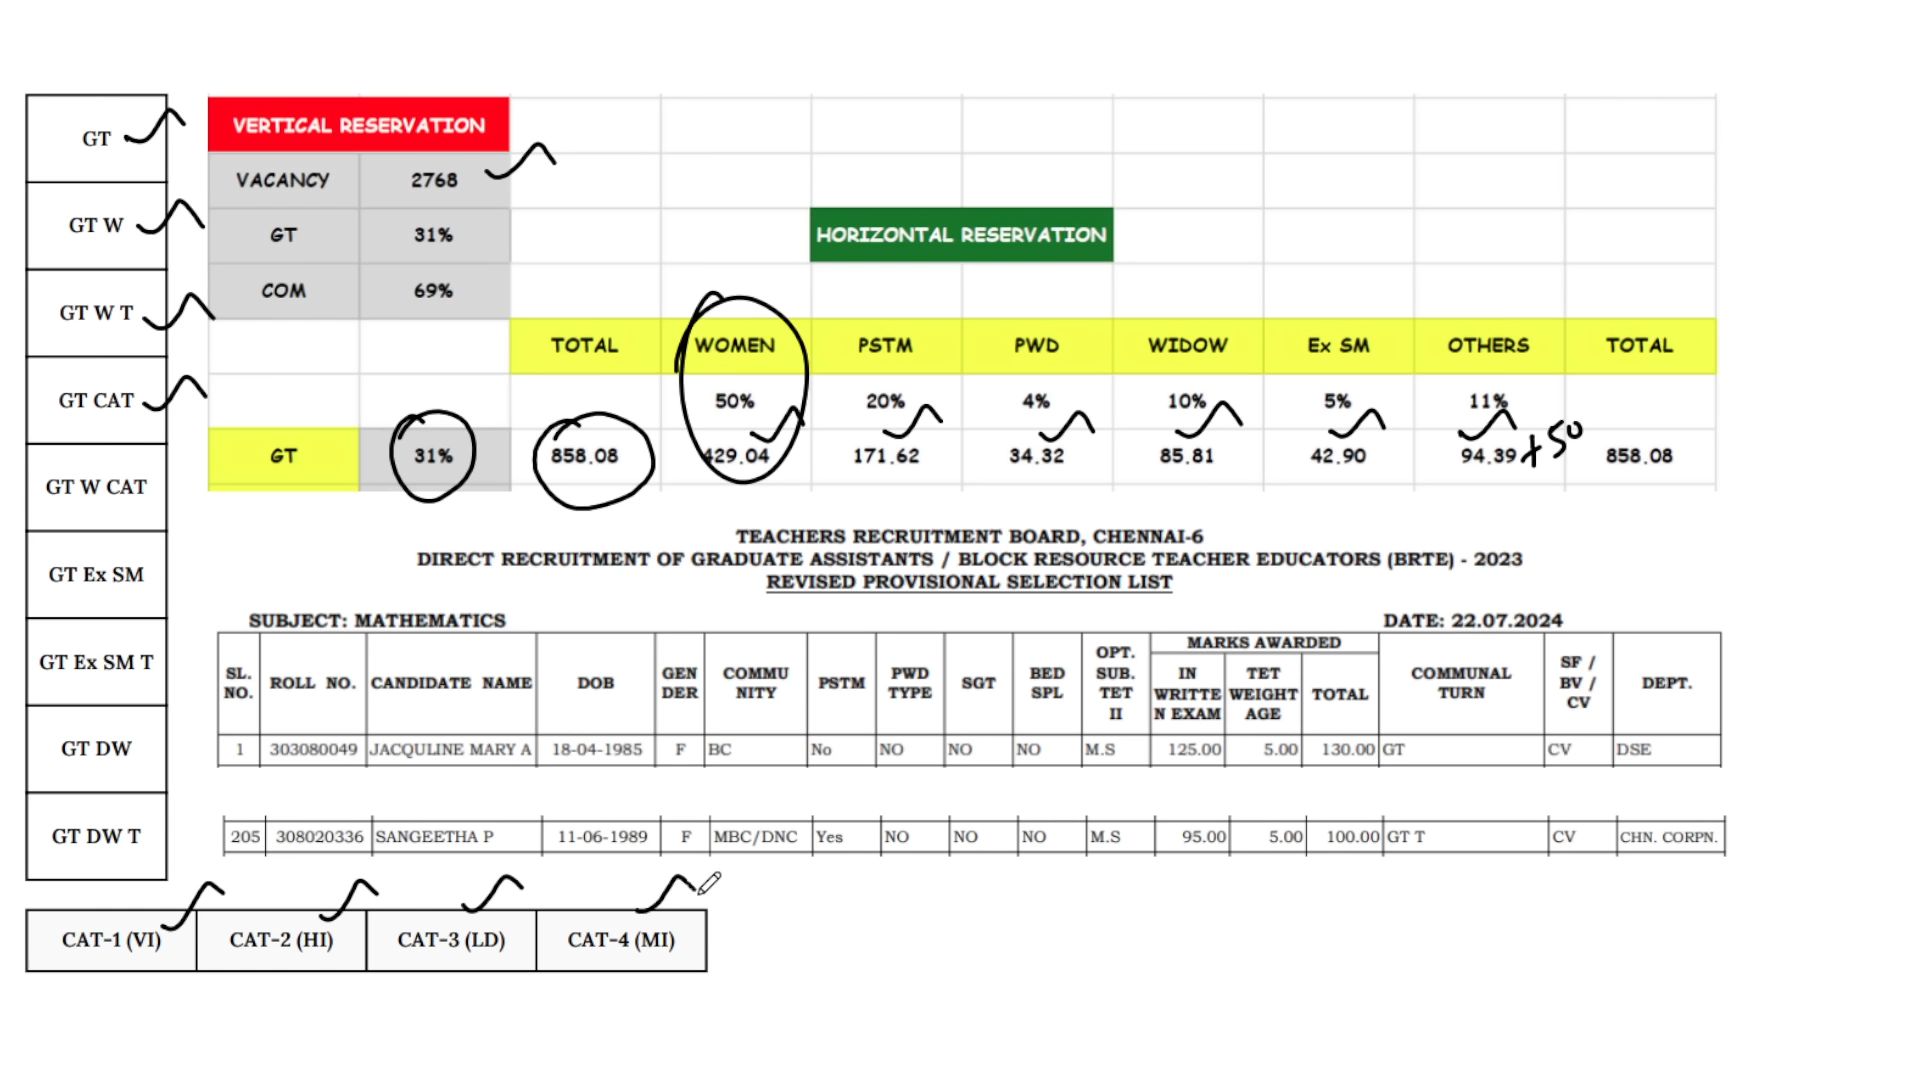 GT
GT W
GT W T
GT CAT
GT W CAT
GT Ex SM
GT Ex SM T
GT DW
GT DW T
VERTICAL RESERVATION
VACANCY 2768
GT 31%
COM 69%
HORIZONTAL RESERVATION
TOTAL WOMEN PSTM PWD WIDOW Ex SM OTHERS TOTAL
50% 20% 4% 10% 5% 11%
GT 31% 858.08 429.04 171.62 34.32 85.81 42.90 94.39 +50 858.08
TEACHERS RECRUITMENT BOARD, CHENNAI-6
DIRECT RECRUITMENT OF GRADUATE ASSISTANTS / BLOCK RESOURCE TEACHER EDUCATORS (BRTE) - 2023
REVISED PROVISIONAL SELECTION LIST
SUBJECT: MATHEMATICS DATE: 22.07.2024
SL. NO. ROLL NO. CANDIDATE NAME DOB GEN DER COMMU NITY PSTM PWD TYPE SGT BED SPL OPT. SUB. TET II MARKS AWARDED IN WRITTE N EXAM TET WEIGHT AGE TOTAL COMMUNAL TURN SF / BV / CV DEPT.
1 303080049 JACQULINE MARY A 18-04-1985 F BC No NO NO NO M.S 125.00 5.00 130.00 GT CV DSE
205 308020336 SANGEETHA P 11-06-1989 F MBC/DNC Yes NO NO NO M.S 95.00 5.00 100.00 GT T CV CHN. CORPN.
CAT-1 (VI) CAT-2 (HI) CAT-3 (LD) CAT-4 (MI)